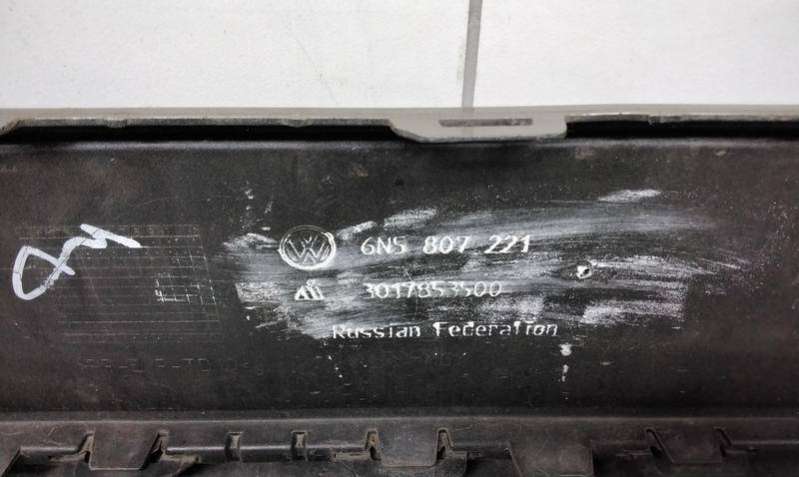 6N5 807 221
3017853500
Russian Federation